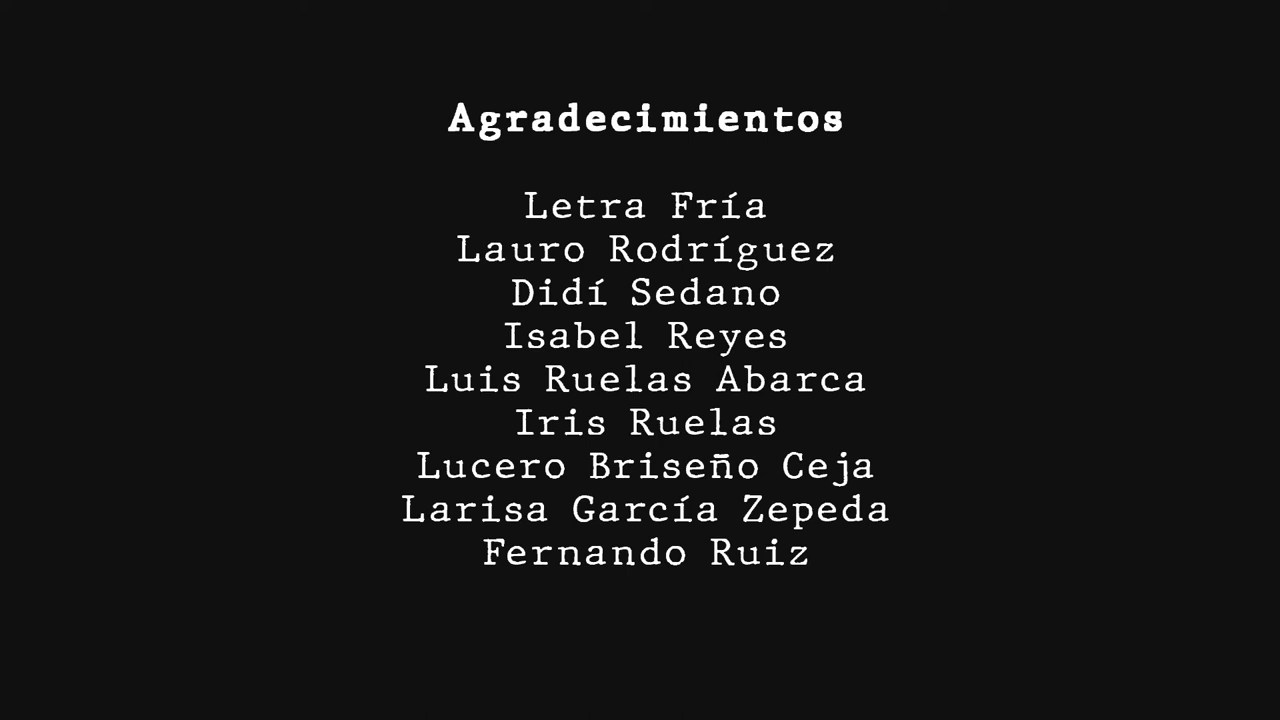 Agradecimientos
Letra Fría
Lauro Rodríguez
Didí Sedano
Isabel Reyes
Luis Ruelas Abarca
Iris Ruelas
Lucero Briseño Ceja
Larisa García Zepeda
Fernando Ruiz